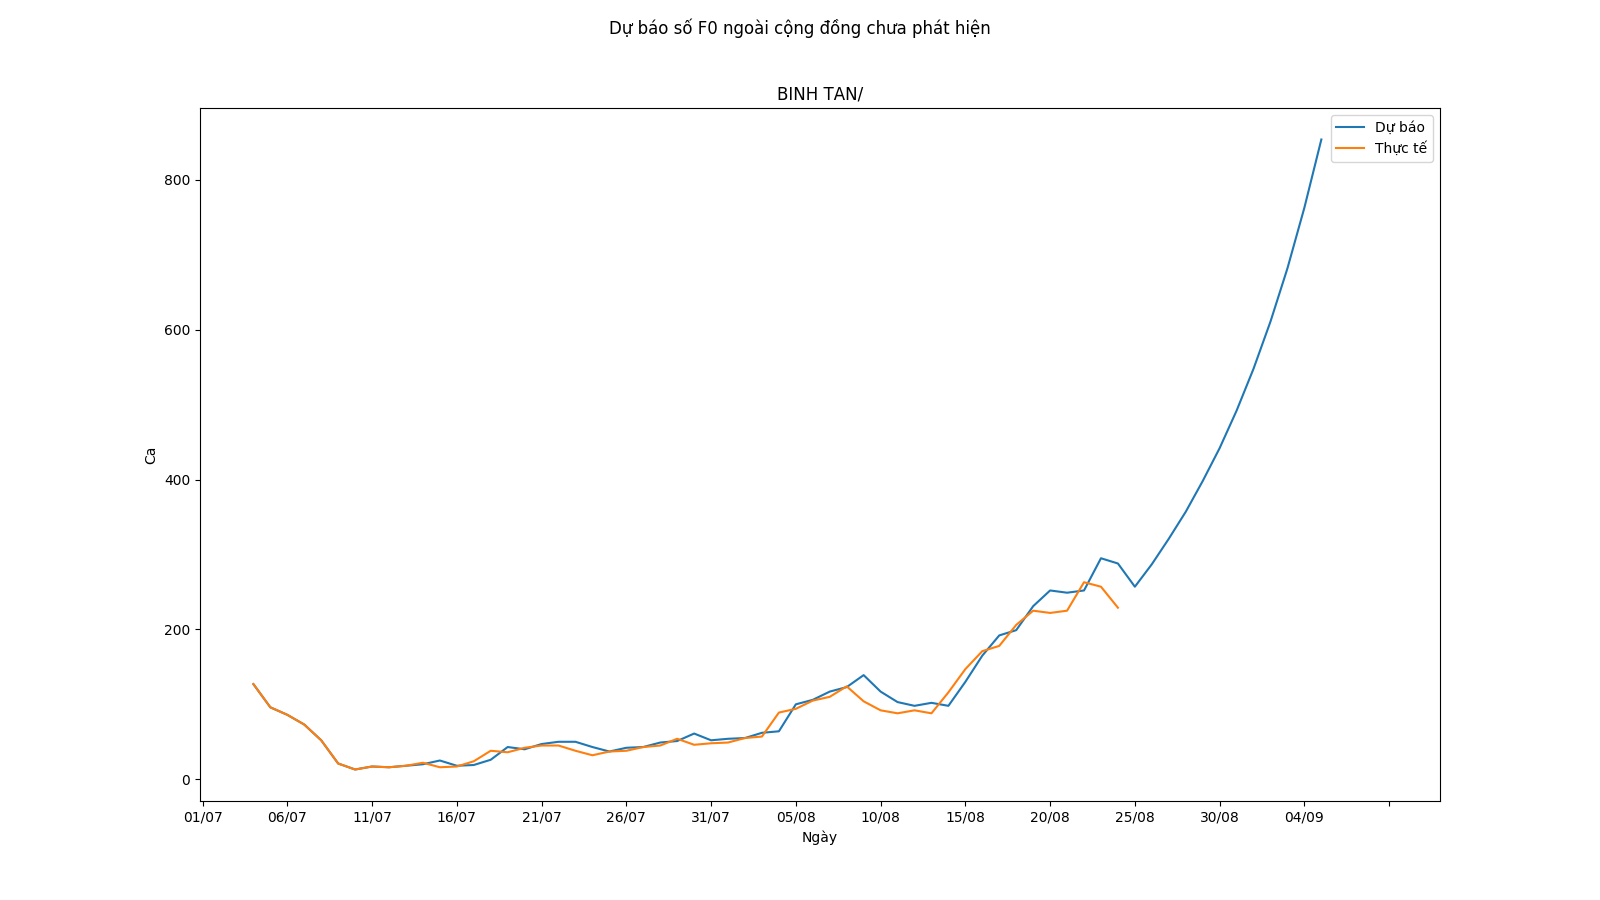 Dự báo số F0 ngoài cộng đồng chưa phát hiện
BINH TAN/
Dự báo
Thực tế
800
600
400
200
0
Ca
01/07 06/07 11/07 16/07 21/07 26/07 31/07 05/08 10/08 15/08 20/08 25/08 30/08 04/09
Ngày